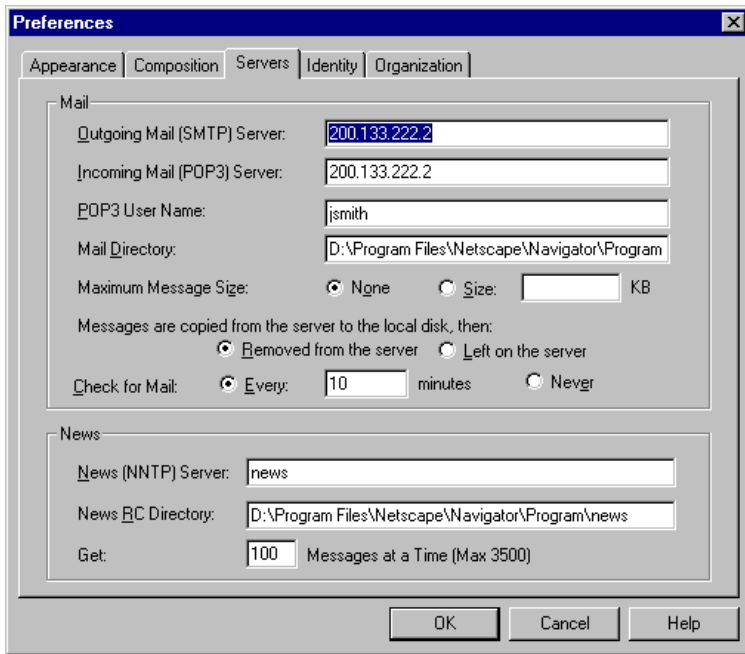 Preferences
Appearance Composition Servers Identity Organization
Mail
Outgoing Mail (SMTP) Server: 200.133.222.2
Incoming Mail (POP3) Server: 200.133.222.2
POP3 User Name: jsmith
Mail Directory: D:\Program Files\Netscape\Navigator\Program
Maximum Message Size: None Size: KB
Messages are copied from the server to the local disk, then:
Removed from the server Left on the server
Check for Mail: Every: 10 minutes Never
News
News (NNTP) Server: news
News RC Directory: D:\Program Files\Netscape\Navigator\Program\news
Get: 100 Messages at a Time (Max 3500)
OK Cancel Help